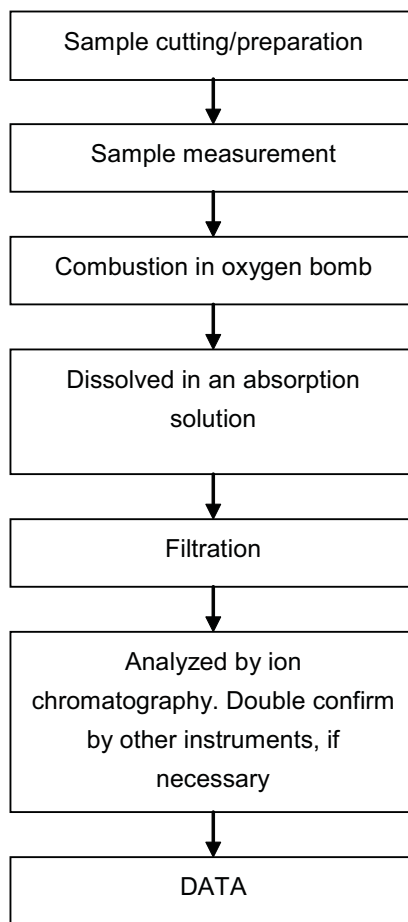 Sample cutting/preparation
Sample measurement
Combustion in oxygen bomb
Dissolved in an absorption
solution
Filtration
Analyzed by ion
chromatography. Double confirm
by other instruments, if
necessary
DATA